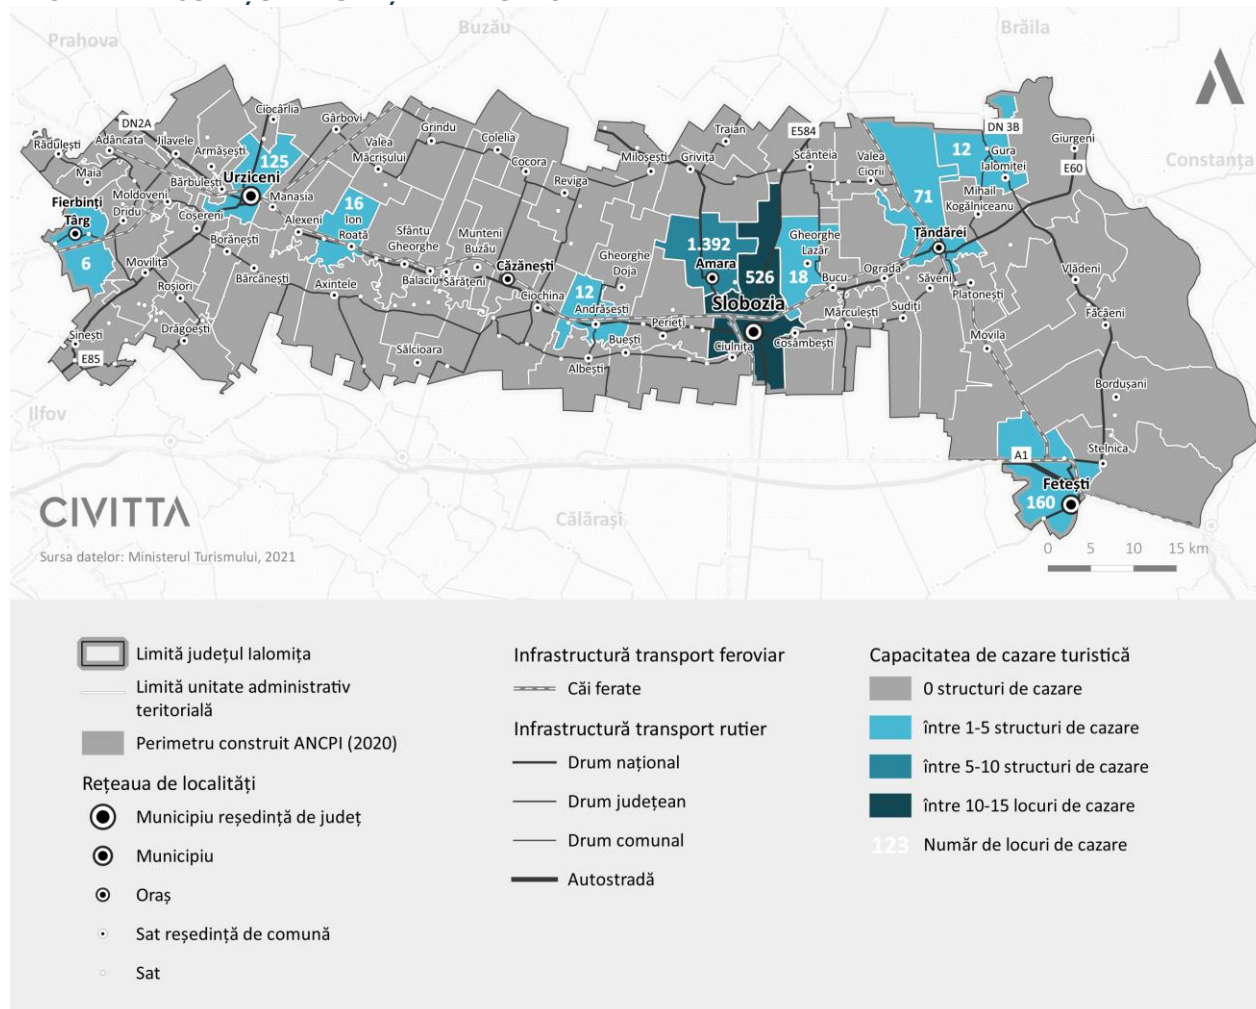 Prahova
Buzău
Brăila
Constanța
Ilfov
Călărași
DN2A
Ciocârlia
Gârbovi
Grindu
Colelia
Traian
E584
DN 3B
Giurgeni
Rădulești
Adâncata
Jilavele
Armășești
125
Valea
Măcrișului
Cocora
Miloșești
Grivița
Scânteia
Valea
Ciorii
12
Gura
Ialomiței
E60
Maia
Bărbulești
Urziceni
Reviga
Mihail
Kogălniceanu
Fierbinți
Târg
Moldoveni
Dridu
Coșereni
Manasia
Alexeni
16
Ion
Roată
Sfântu
Gheorghe
Munteni
Buzău
71
Țăndărei
6
Movilița
Borănești
Bărcănești
Balaciu
Sărățeni
Căzănești
Gheorghe
Doja
1.392
Amara
526
Gheorghe
Lazăr
18
Bucu
Ograda
Săveni
Platonești
Vlădeni
Roșiori
Axintele
Ciochina
12
Andrășești
Slobozia
Mărculești
Sudiți
Făcăeni
Sinești
Drăgoești
Perieți
Movila
E85
Sălcioara
Buești
Albești
Ciulnița
Cosâmbești
Bordușani
A1
Stelnica
Fetești
160
CIVITTA
Sursa datelor: Ministerul Turismului, 2021
0 5 10 15 km
Limită județul Ialomița
Limită unitate administrativ
teritorială
Perimetru construit ANCPI (2020)
Rețeaua de localități
Municipiu reședință de județ
Municipiu
Oraș
Sat reședință de comună
Sat
Infrastructură transport feroviar
Căi ferate
Infrastructură transport rutier
Drum național
Drum județean
Drum comunal
Autostradă
Capacitatea de cazare turistică
0 structuri de cazare
între 1-5 structuri de cazare
între 5-10 structuri de cazare
între 10-15 locuri de cazare
123 Număr de locuri de cazare